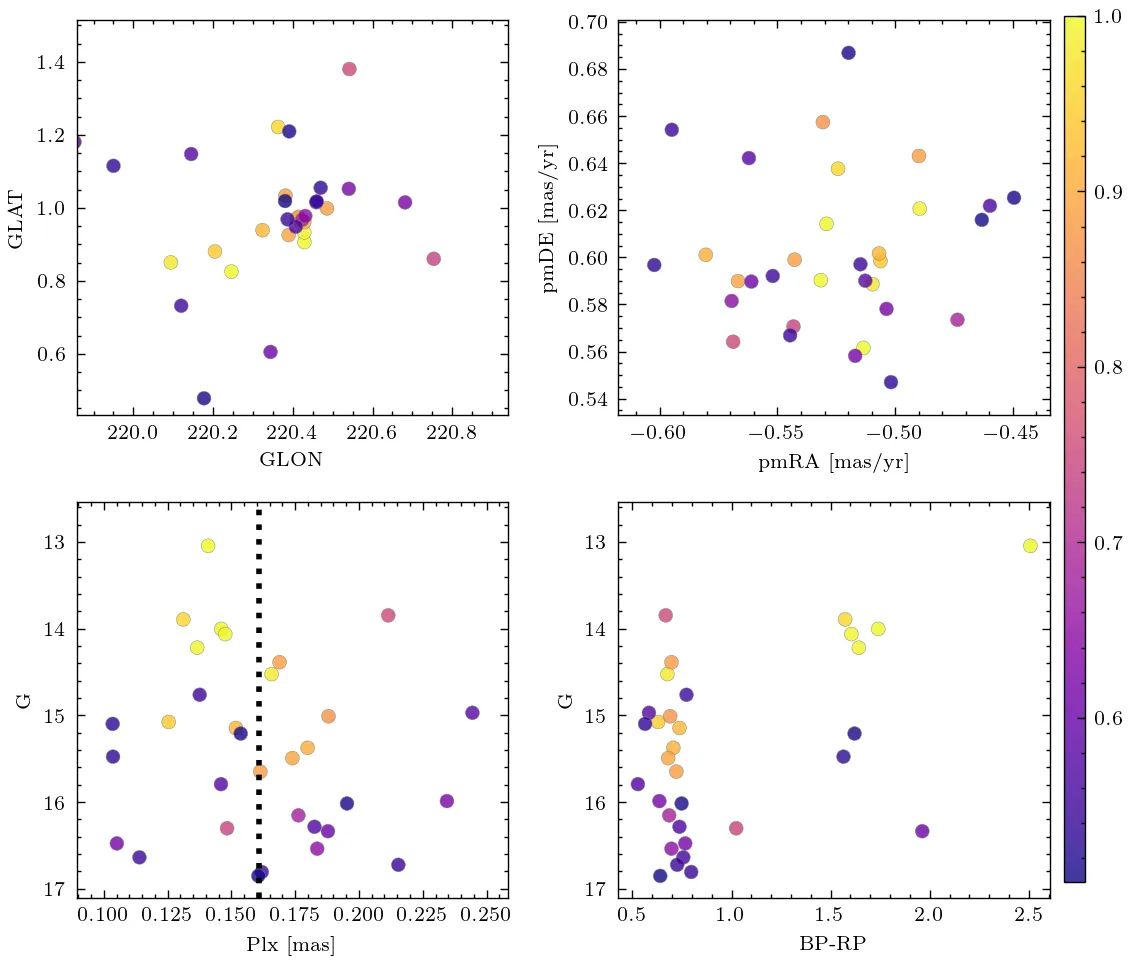 1.4
1.2
1.0
0.8
0.6
GLAT
220.0 220.2 220.4 220.6 220.8
GLON
0.70
0.68
0.66
0.64
0.62
0.60
0.58
0.56
0.54
pmDE [mas/yr]
−0.60 −0.55 −0.50 −0.45
pmRA [mas/yr]
1.0
0.9
0.8
0.7
0.6
13
14
15
16
17
G
0.100 0.125 0.150 0.175 0.200 0.225 0.250
Plx [mas]
13
14
15
16
17
G
0.5 1.0 1.5 2.0 2.5
BP-RP